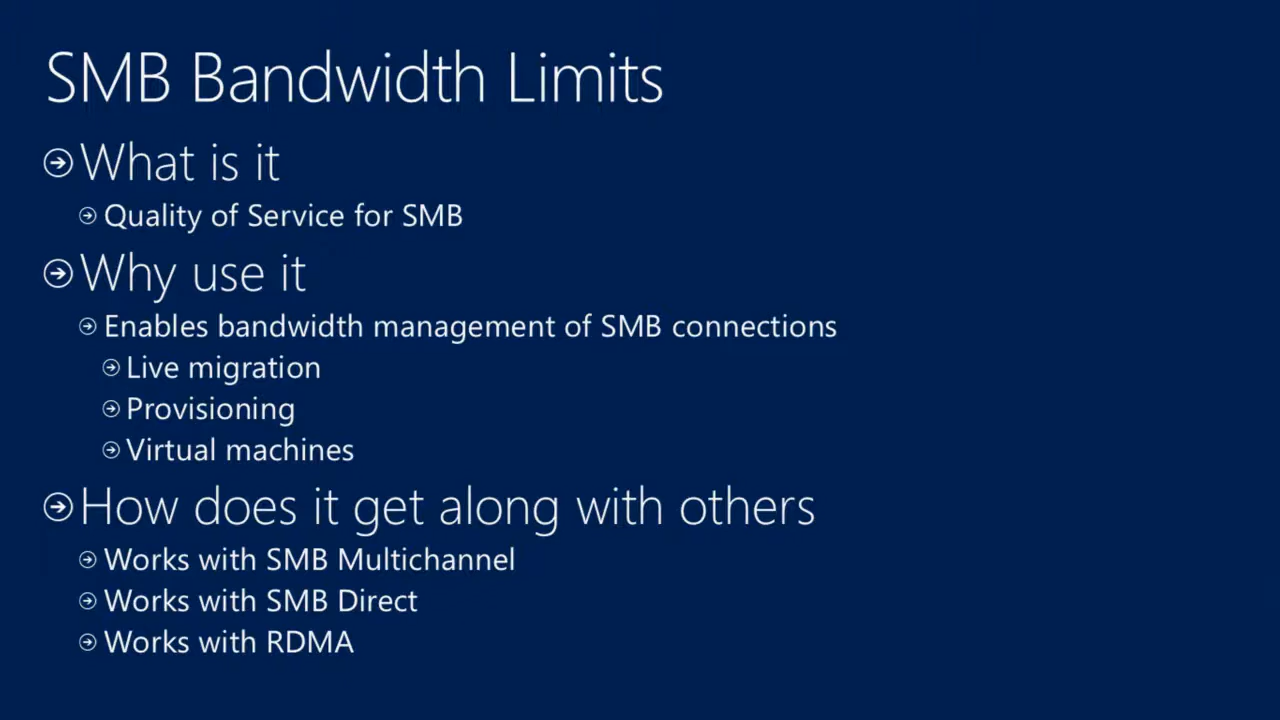 SMB Bandwidth Limits
What is it
Quality of Service for SMB
Why use it
Enables bandwidth management of SMB connections
Live migration
Provisioning
Virtual machines
How does it get along with others
Works with SMB Multichannel
Works with SMB Direct
Works with RDMA